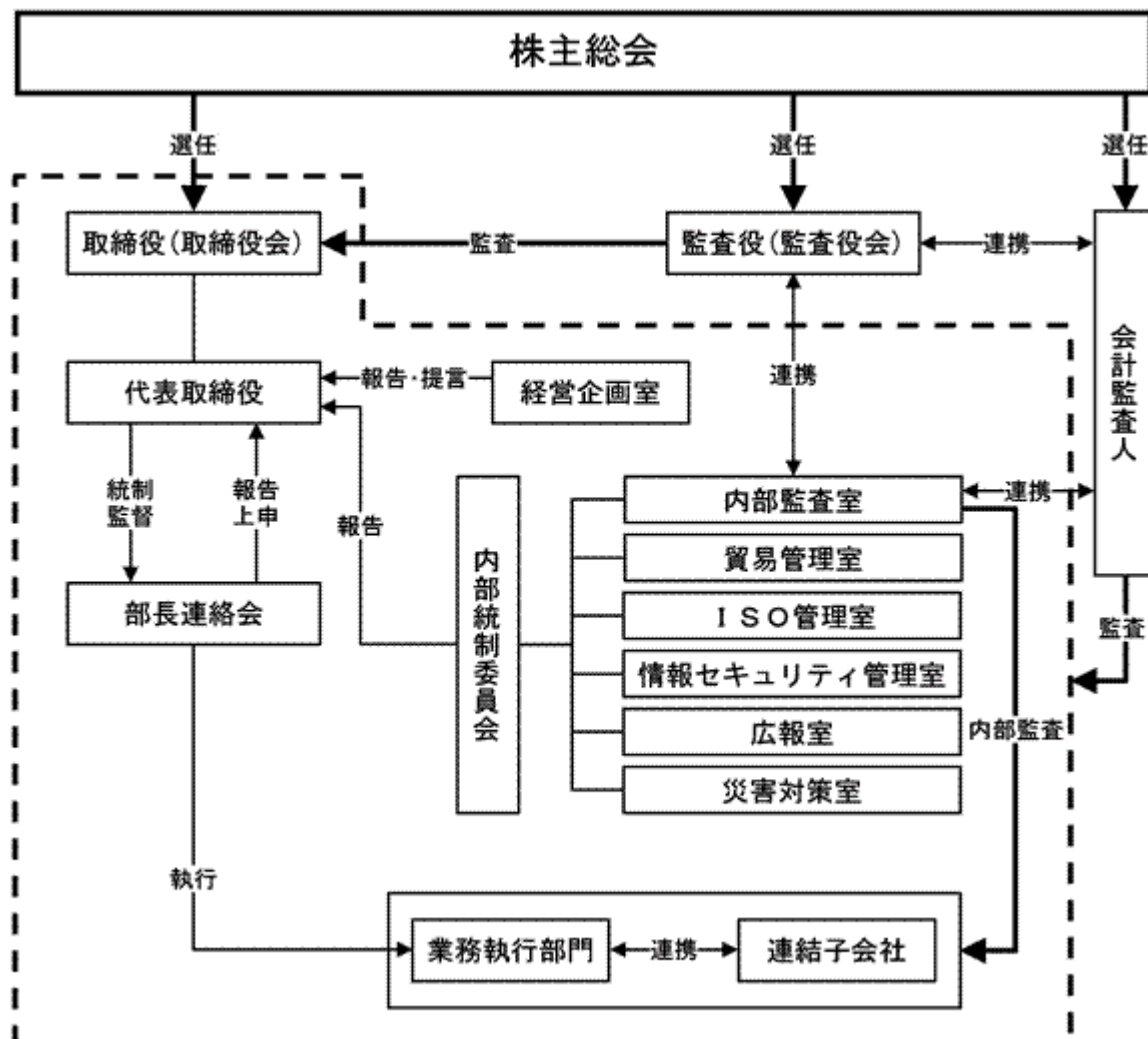 株主総会
選任
選任
選任
取締役(取締役会)
監査
監査役(監査役会)
連携
会計監査人
代表取締役
報告・提言
経営企画室
連携
統制
監督
報告
上申
報告
内部統制委員会
内部監査室
連携
貿易管理室
ISO管理室
情報セキュリティ管理室
広報室
災害対策室
部長連絡会
監査
内部監査
執行
業務執行部門
連携
連結子会社